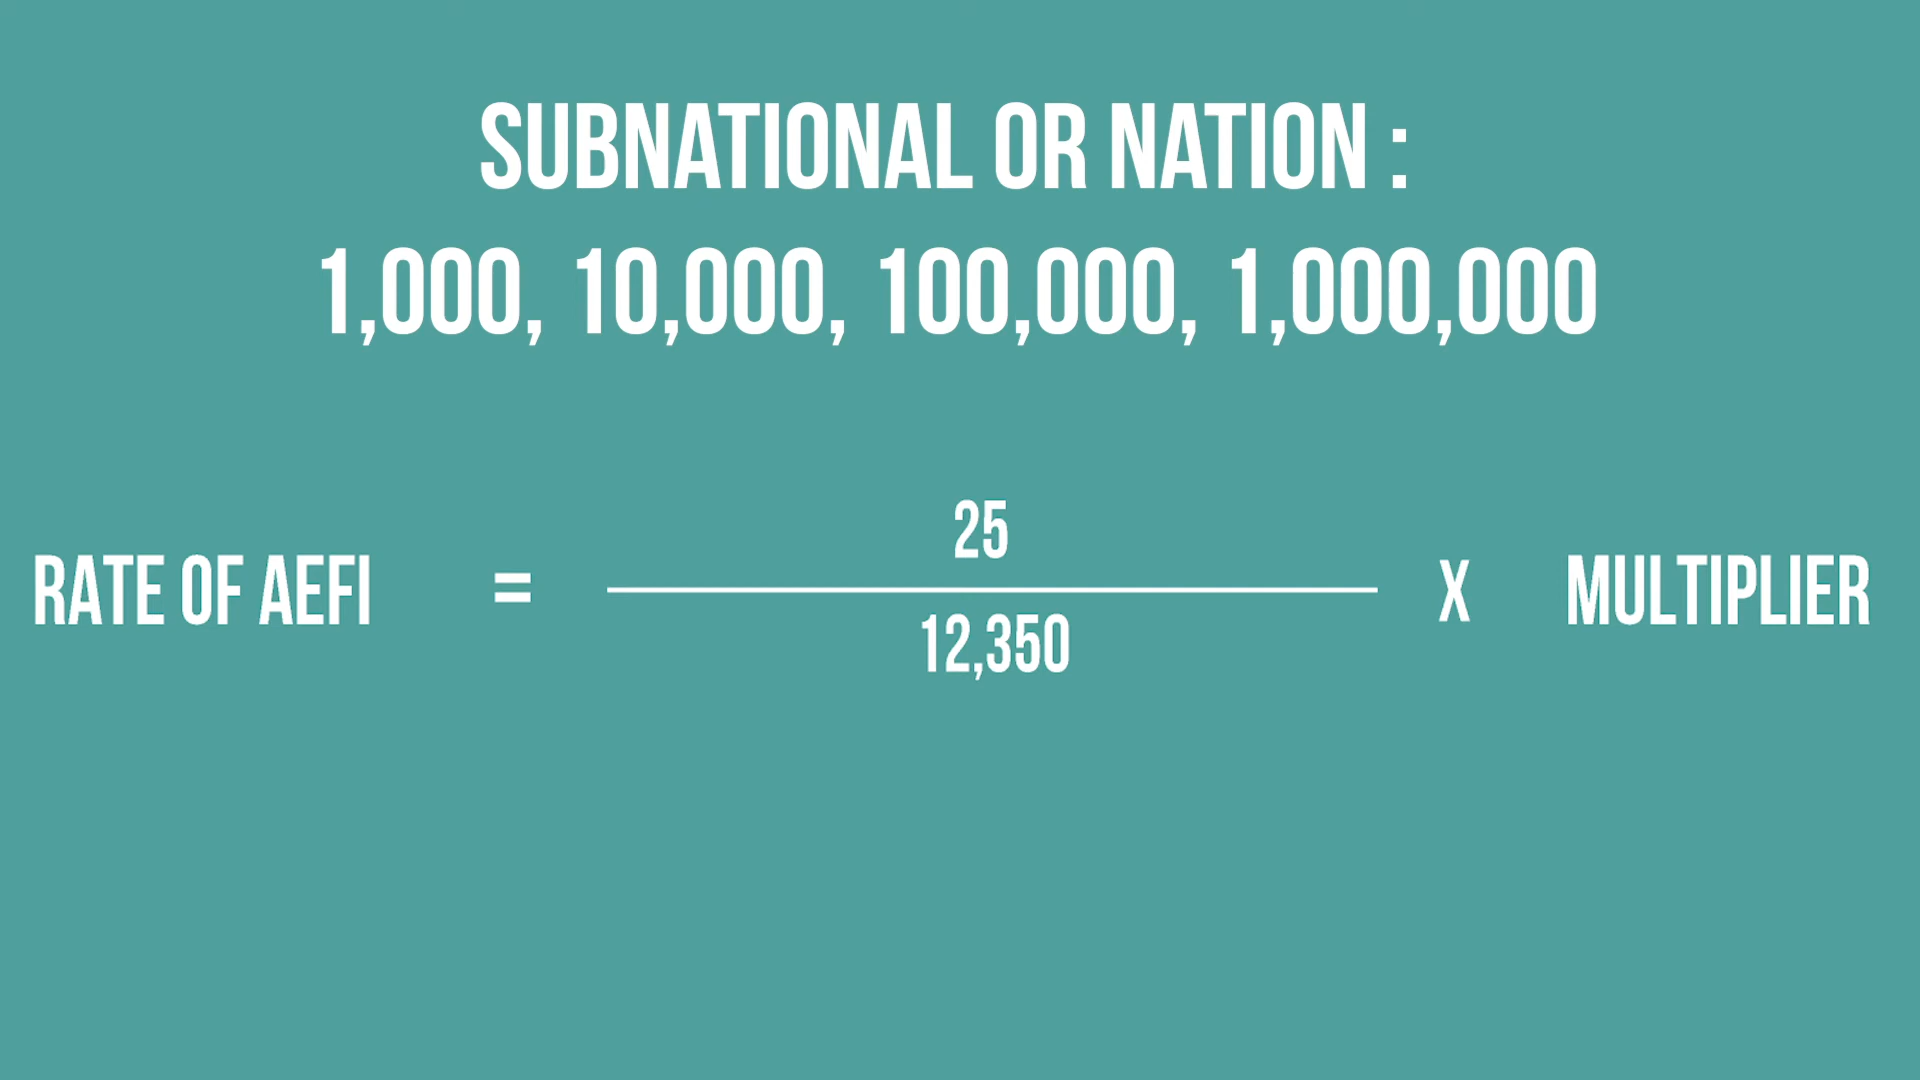 SUBNATIONAL OR NATION :
1,000, 10,000, 100,000, 1,000,000
RATE OF AEFI = 25 X MULTIPLIER
12,350